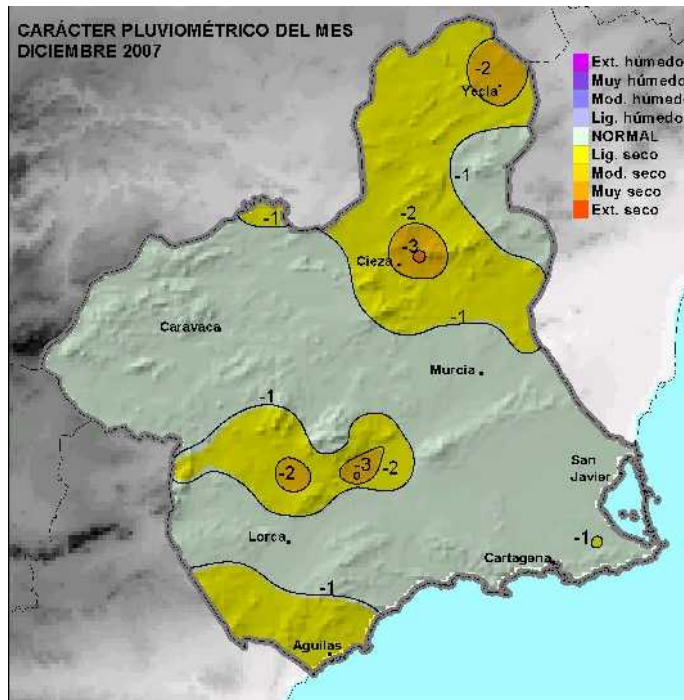 CARÁCTER PLUVIOMÉTRICO DEL MES
DICIEMBRE 2007
Ext. húmedo
Muy húmedo
Mod. húmedo
Lig. húmedo
NORMAL
Lig. seco
Mod. seco
Muy seco
Ext. seco
-2
Yecla
-1
-1
-2
-3
Cieza
-1
Caravaca
Murcia
-1
-2
-3
-2
San
Javier
Lorca
-1
Cartagena
-1
Aguilas